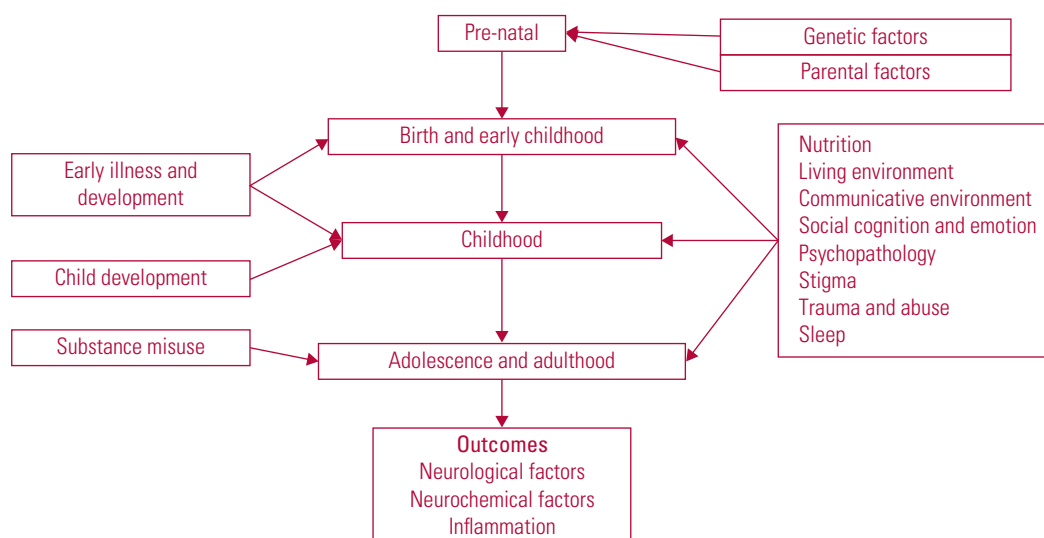 Pre-natal
Genetic factors
Parental factors
Birth and early childhood
Early illness and
development
Nutrition
Living environment
Communicative environment
Social cognition and emotion
Psychopathology
Stigma
Trauma and abuse
Sleep
Childhood
Child development
Substance misuse
Adolescence and adulthood
Outcomes
Neurological factors
Neurochemical factors
Inflammation